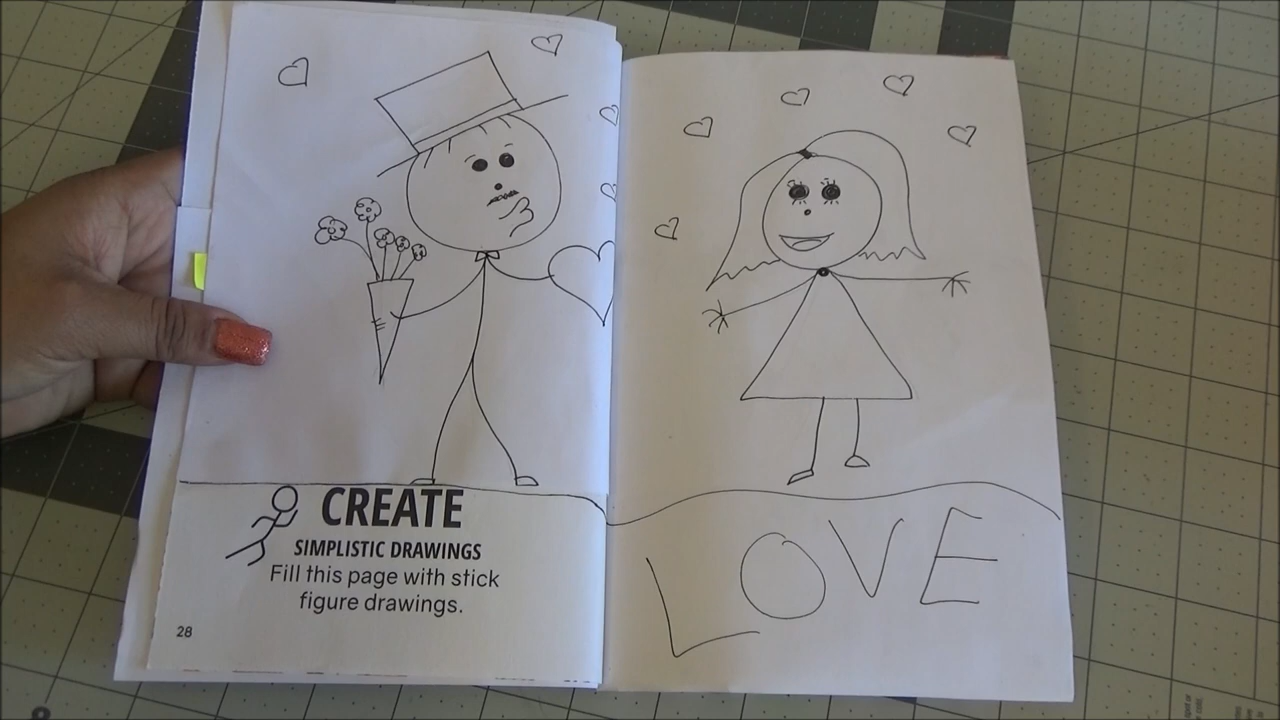 CREATE
SIMPLISTIC DRAWINGS
Fill this page with stick
figure drawings.
28
LOVE